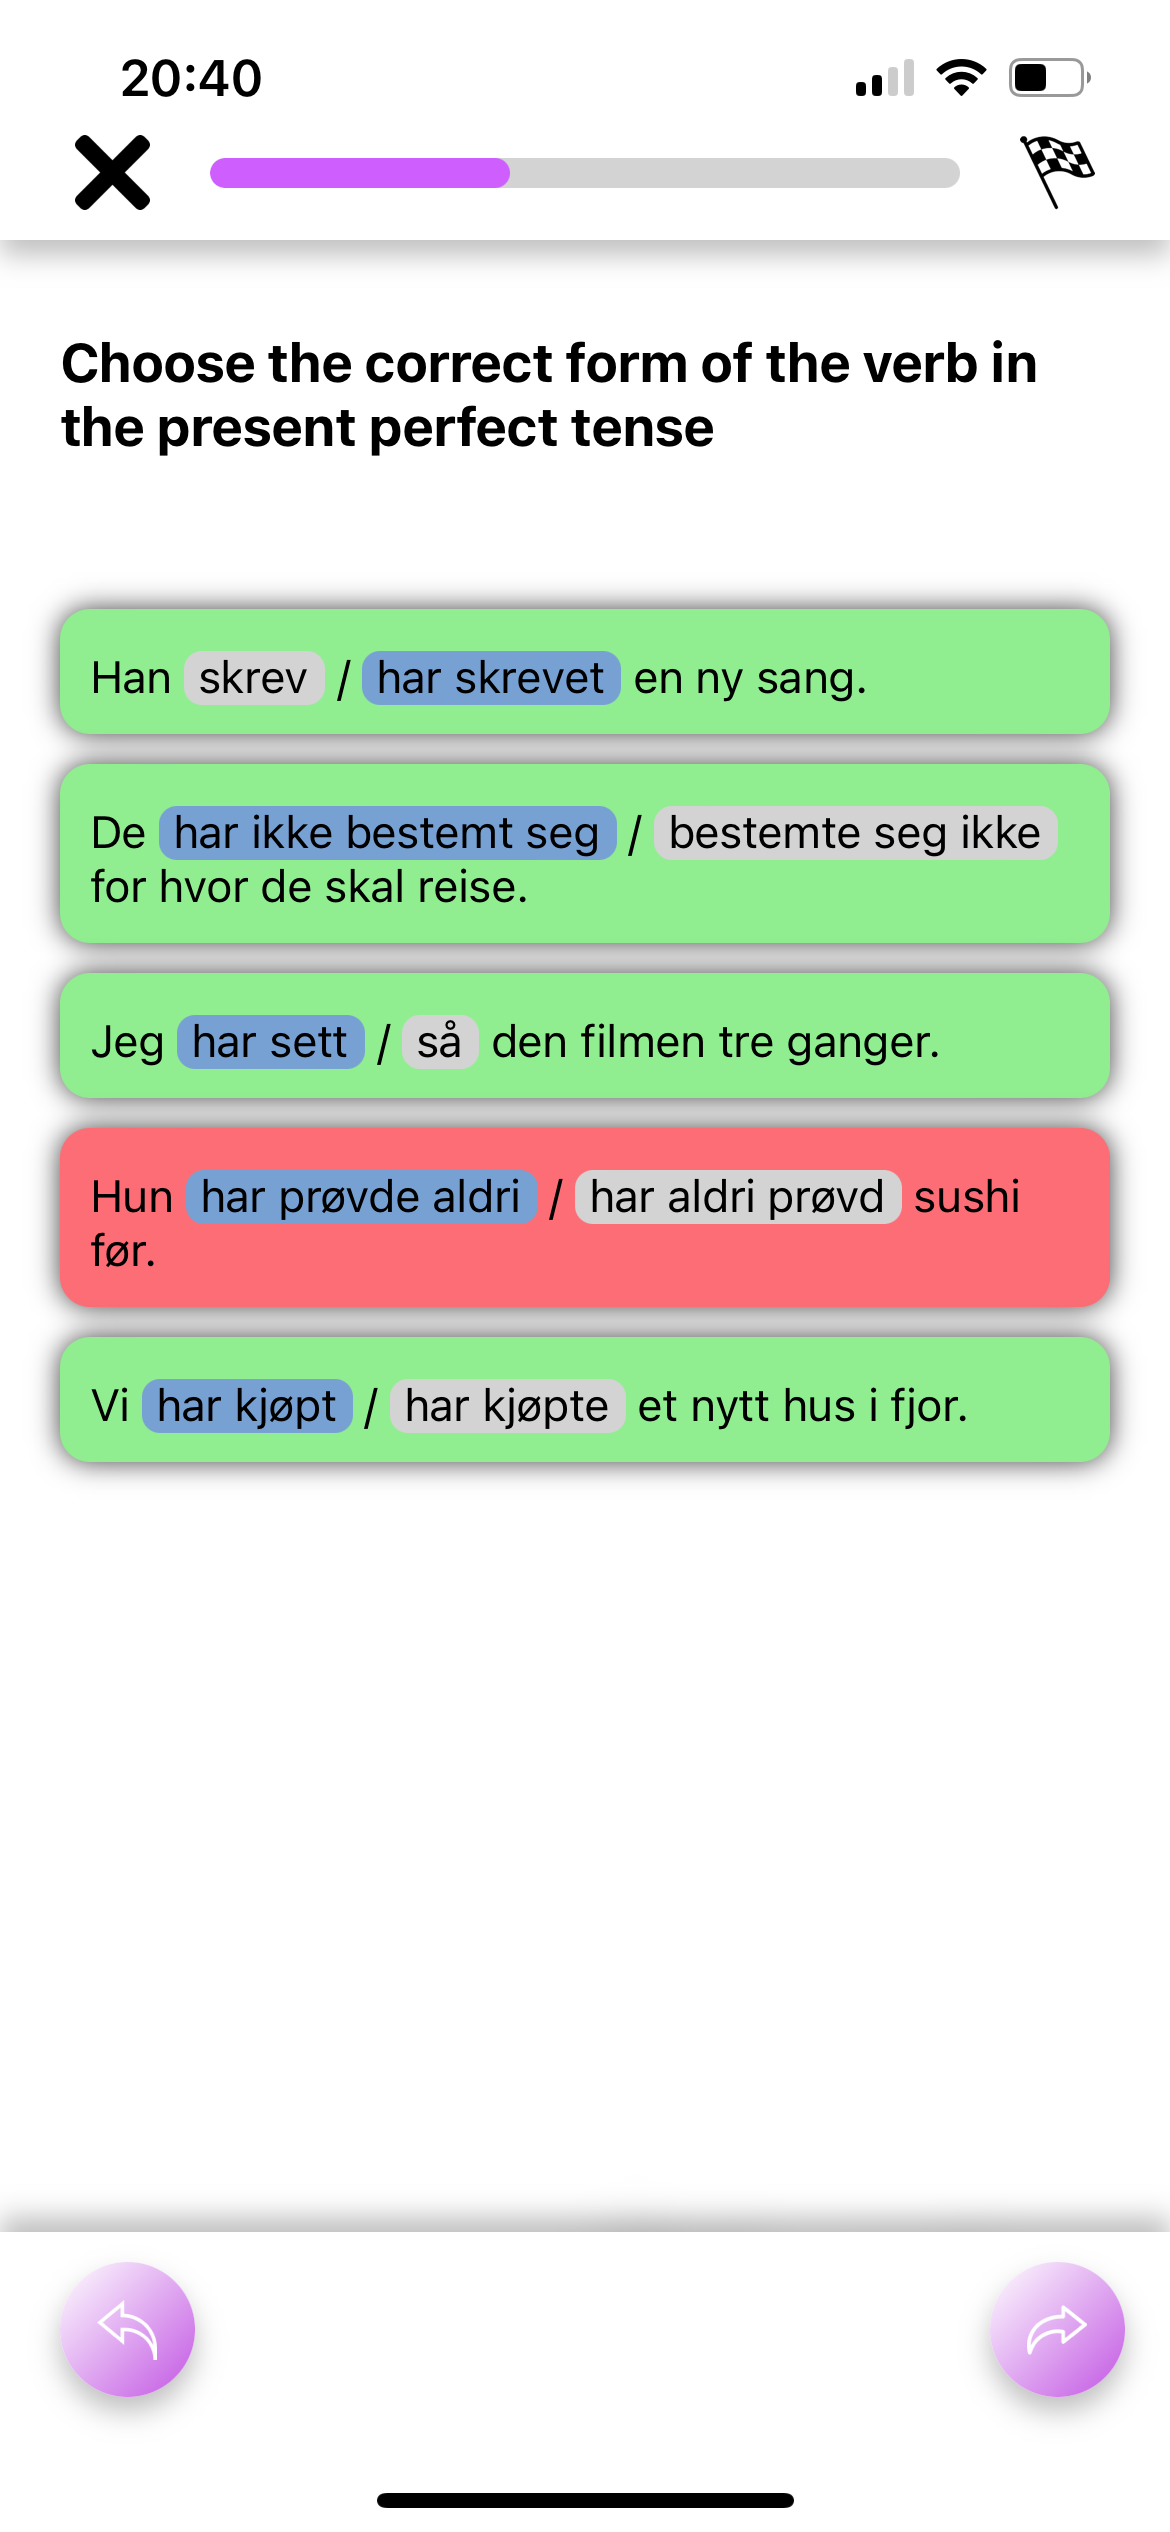 20:40
Choose the correct form of the verb in
the present perfect tense
Han skrev / har skrevet en ny sang.
De har ikke bestemt seg / bestemte seg ikke
for hvor de skal reise.
Jeg har sett / så den filmen tre ganger.
Hun har prøvde aldri / har aldri prøvd sushi
før.
Vi har kjøpt / har kjøpte et nytt hus i fjor.